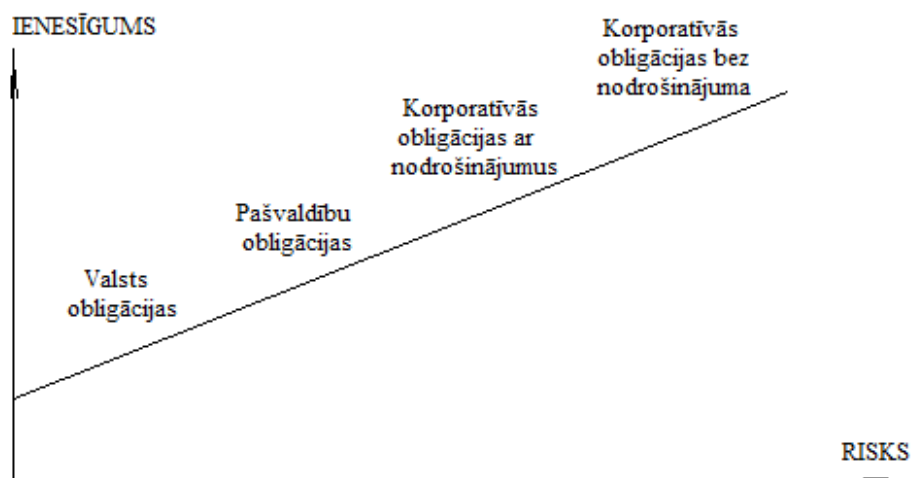 IENESĪGUMS
Korporatīvās
obligācijas bez
nodrošinājuma
Korporatīvās
obligācijas ar
nodrošinājumus
Pašvaldību
obligācijas
Valsts
obligācijas
RISKS